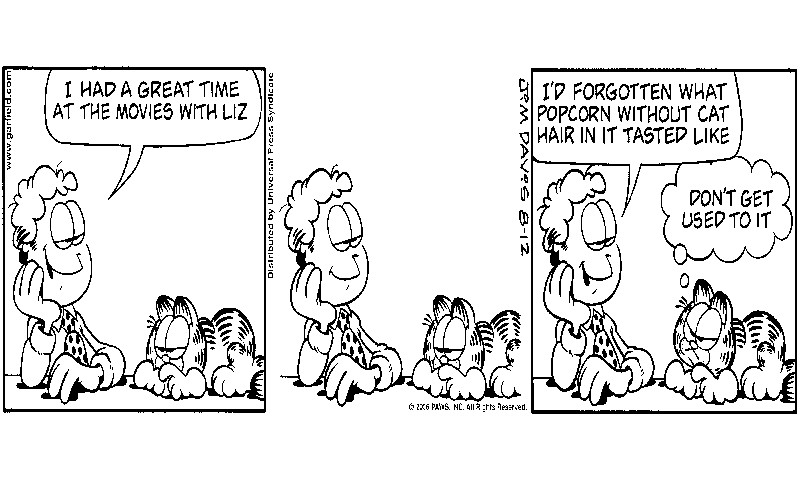 www.garfield.com
I HAD A GREAT TIME
AT THE MOVIES WITH LIZ
Distributed by Universal Press Syndicate
© 2006 PAWS, INC. All Rights Reserved.
JIM DAVIS 8-12
I'D FORGOTTEN WHAT
POPCORN WITHOUT CAT
HAIR IN IT TASTED LIKE
DON'T GET
USED TO IT